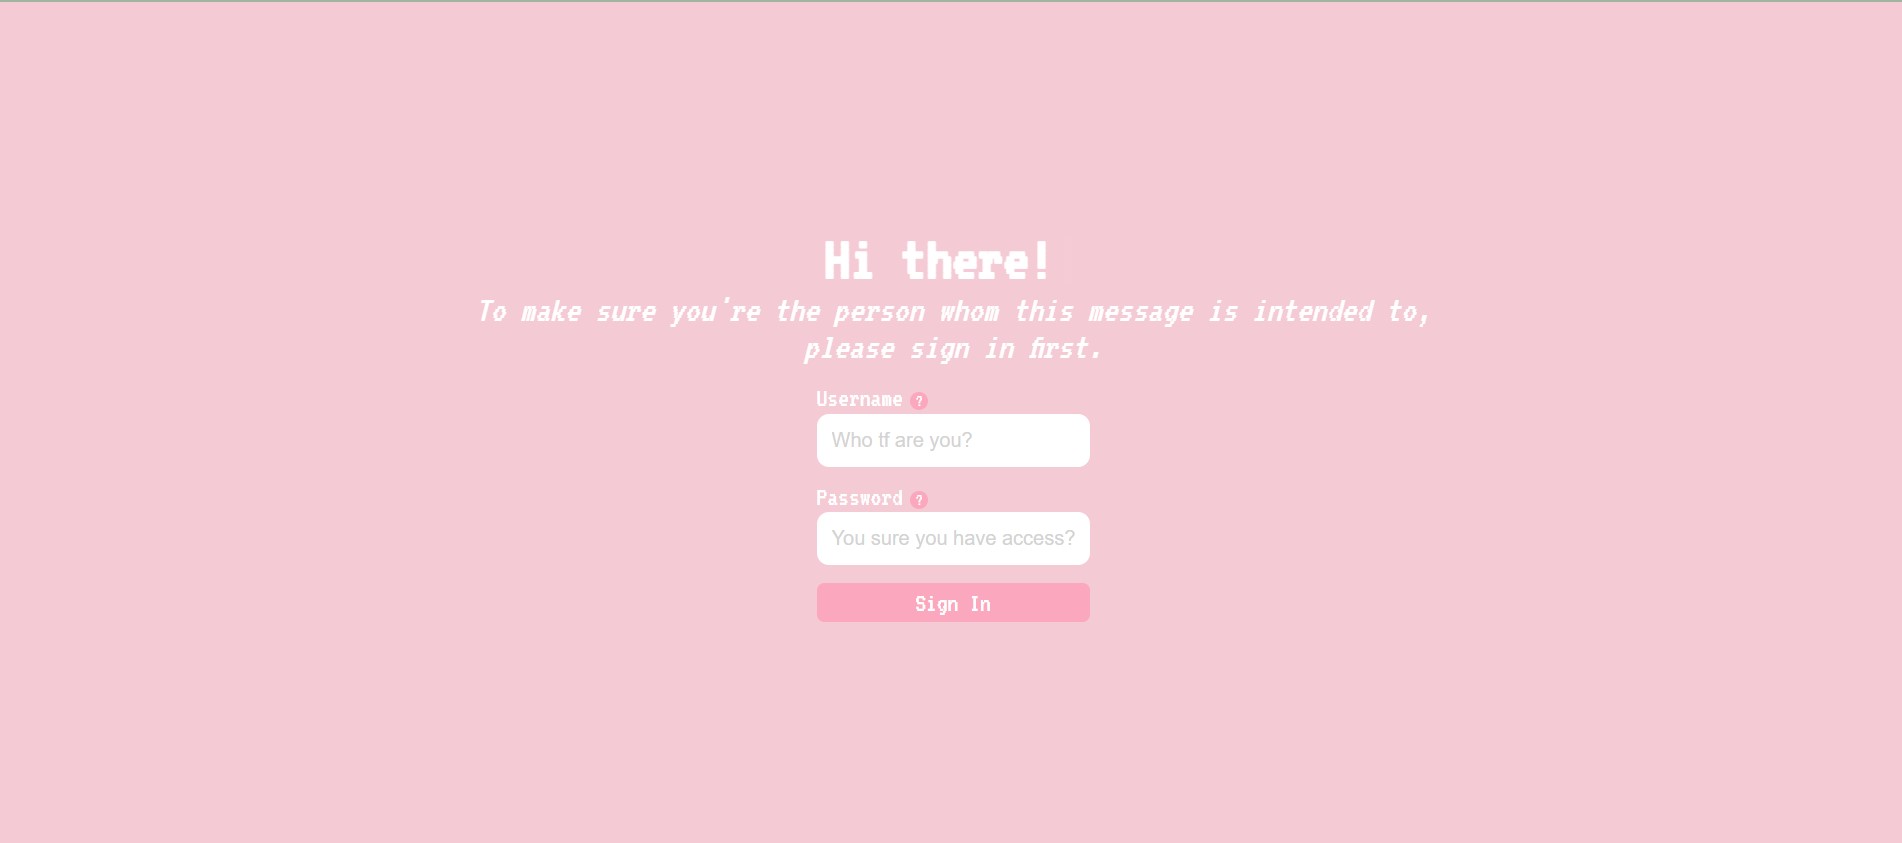 Hi there!
To make sure you're the person whom this message is intended to,
please sign in first.
Username ?
Who tf are you?
Password ?
You sure you have access?
Sign In